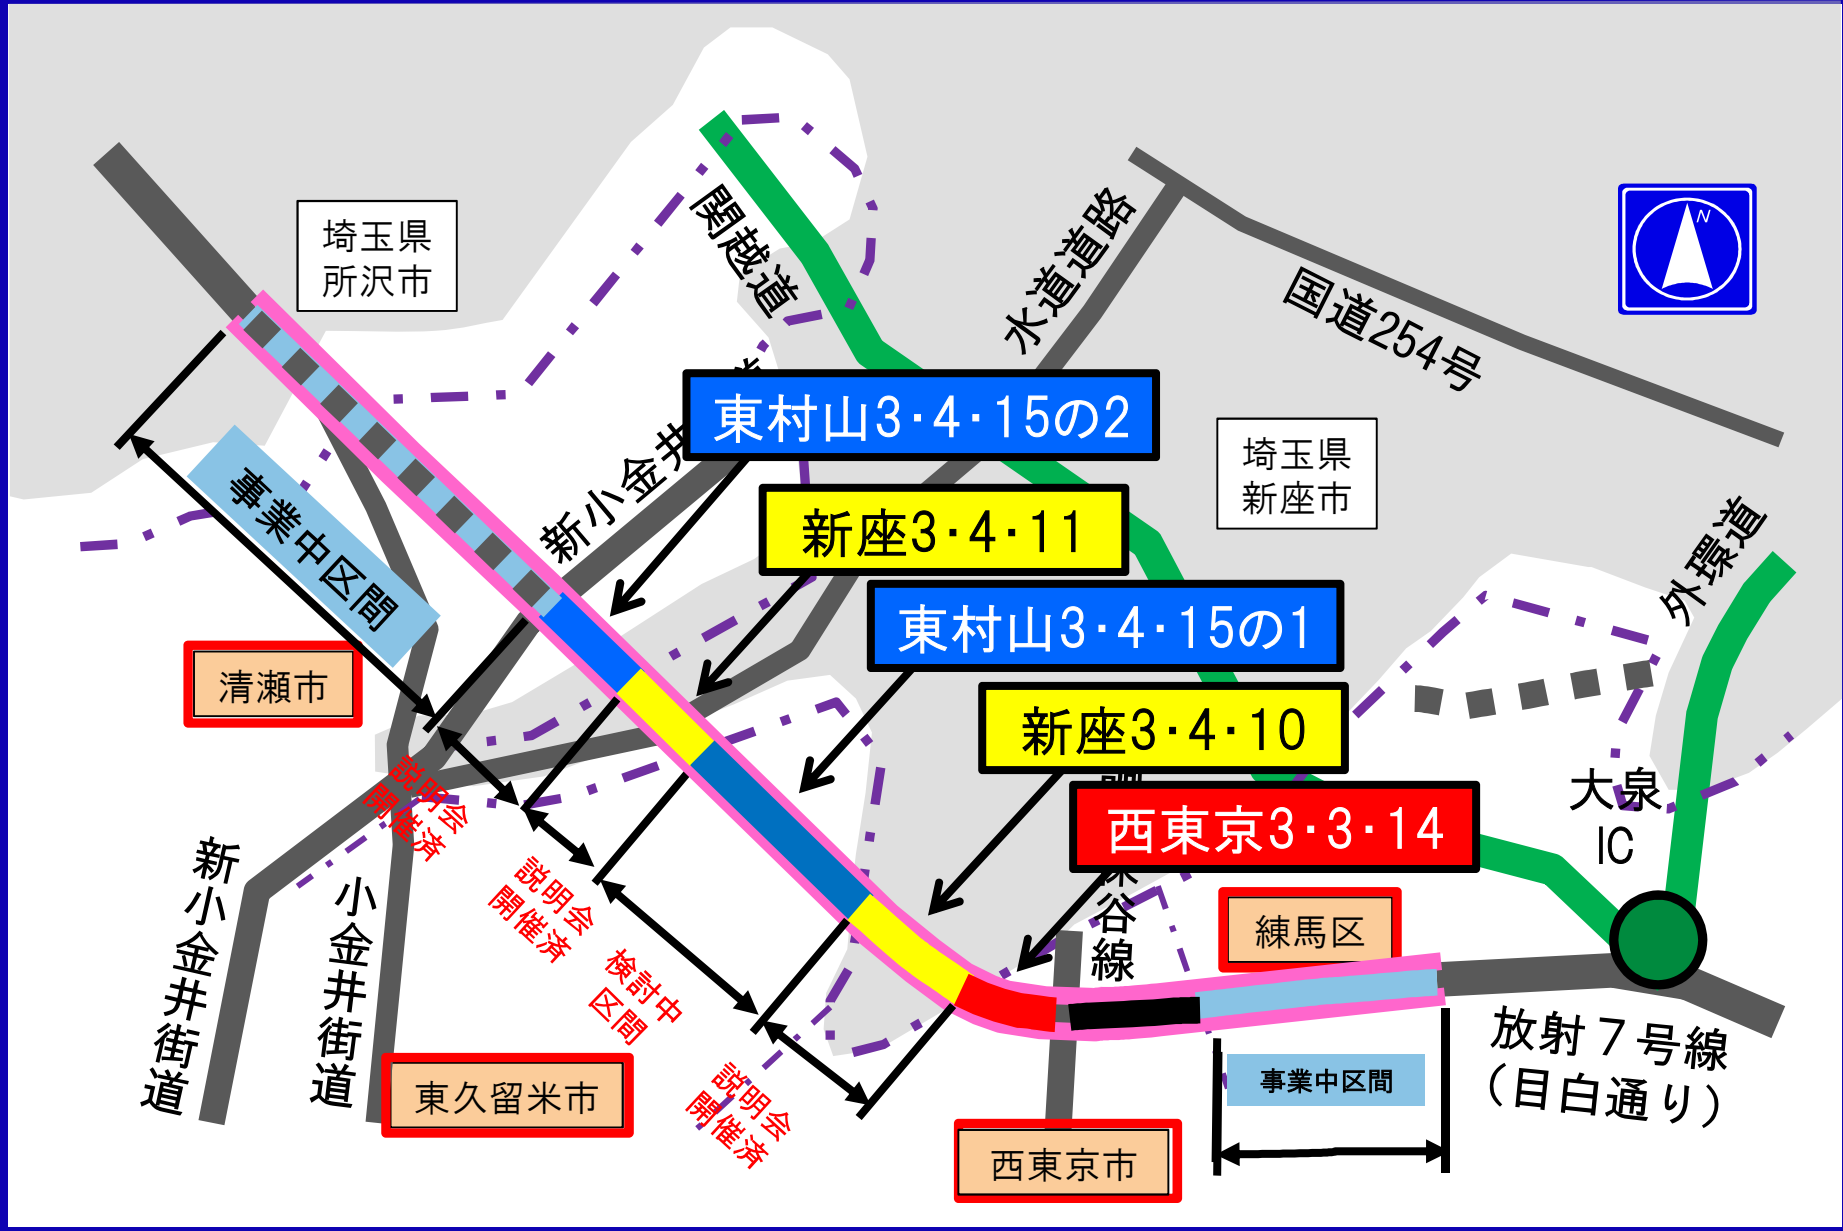 埼玉県
所沢市
関越道
水道道路
国道254号
N
新小金井
東村山3・4・15の2
埼玉県
新座市
新座3・4・11
外環道
事業中区間
東村山3・4・15の1
清瀬市
新座3・4・10
大泉
IC
西東京3・3・14
説明会
開催済
新小金井街道
小金井街道
説明会
開催済
谷線
練馬区
検討中
区間
放射７号線
（目白通り）
説明会
開催済
事業中区間
東久留米市
西東京市